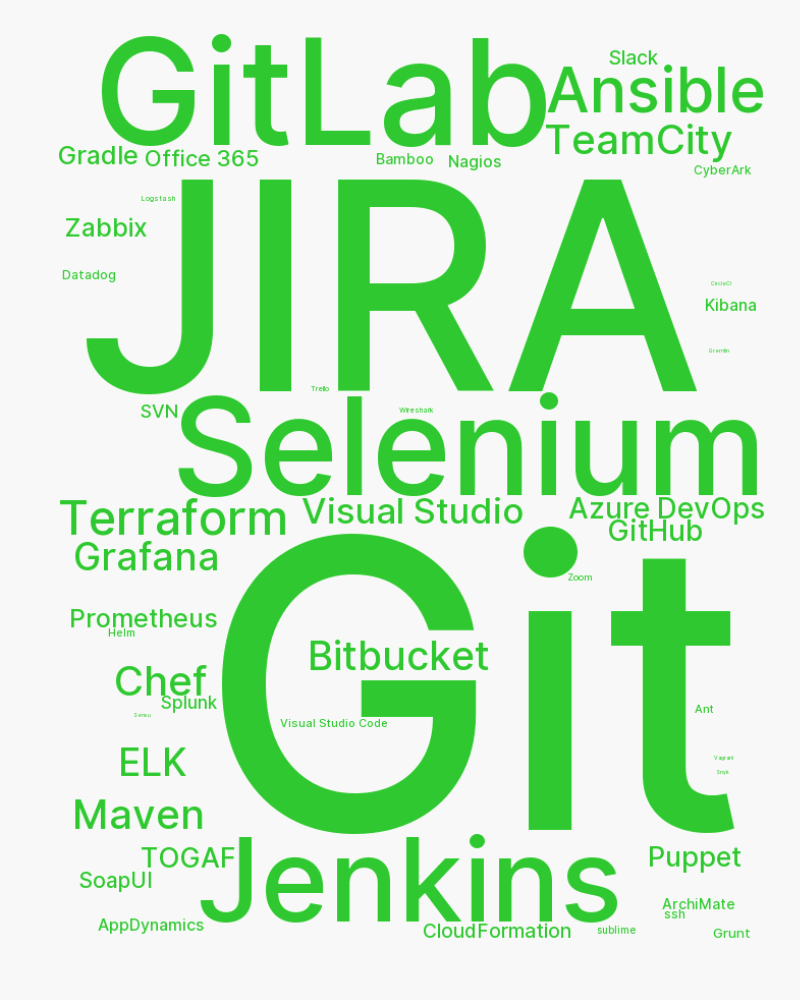 GitLab
Slack
Ansible
TeamCity
Gradle
Office 365
Bamboo
Nagios
CyberArk
JIRA
Logstash
Zabbix
Datadog
CircleCI
Kibana
Gremlin
Trello
SVN
Wireshark
Selenium
Terraform
Visual Studio
Azure DevOps
GitHub
Grafana
Git
Zoom
Prometheus
Helm
Bitbucket
Chef
Splunk
Sensu
Visual Studio Code
Ant
ELK
Vagrant
Snyk
Maven
TOGAF
Jenkins
Puppet
SoapUI
ArchiMate
ssh
AppDynamics
CloudFormation
sublime
Grunt